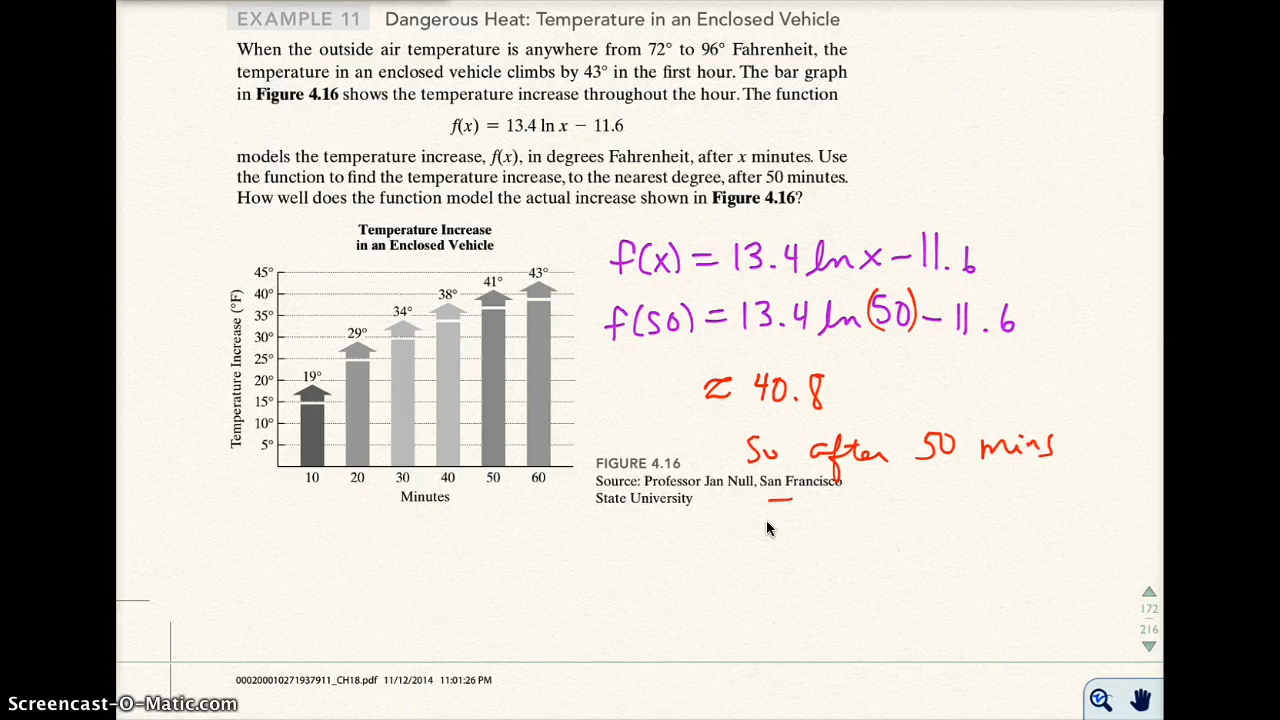 EXAMPLE 11 Dangerous Heat: Temperature in an Enclosed Vehicle
When the outside air temperature is anywhere from 72° to 96° Fahrenheit, the
temperature in an enclosed vehicle climbs by 43° in the first hour. The bar graph
in Figure 4.16 shows the temperature increase throughout the hour. The function
f(x) = 13.4 ln x − 11.6
models the temperature increase, f(x), in degrees Fahrenheit, after x minutes. Use
the function to find the temperature increase, to the nearest degree, after 50 minutes.
How well does the function model the actual increase shown in Figure 4.16?
Temperature Increase
in an Enclosed Vehicle
Temperature Increase (°F)
45°
40°
35°
30°
25°
20°
15°
10°
5°
19°
29°
34°
38°
41°
43°
10 20 30 40 50 60
Minutes
f(x) = 13.4 ln x − 11.6
f(50) = 13.4 ln (50) − 11.6
≈ 40.8
So after 50 mins
FIGURE 4.16
Source: Professor Jan Null, San Francisco
State University
172
216
000200010271937911_CH18.pdf 11/12/2014 11:01:26 PM
Screencast-O-Matic.com